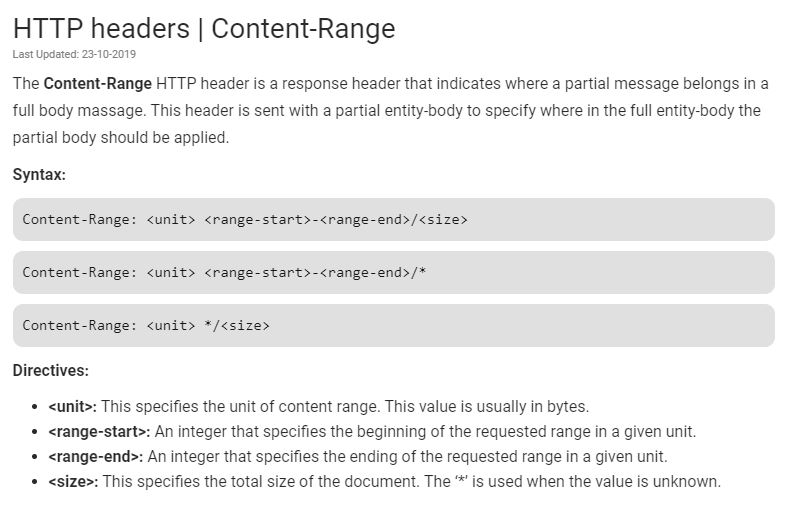 HTTP headers | Content-Range
Last Updated: 23-10-2019
The Content-Range HTTP header is a response header that indicates where a partial message belongs in a
full body massage. This header is sent with a partial entity-body to specify where in the full entity-body the
partial body should be applied.
Syntax:
Content-Range: <unit> <range-start>-<range-end>/<size>
Content-Range: <unit> <range-start>-<range-end>/*
Content-Range: <unit> */<size>
Directives:
• <unit>: This specifies the unit of content range. This value is usually in bytes.
• <range-start>: An integer that specifies the beginning of the requested range in a given unit.
• <range-end>: An integer that specifies the ending of the requested range in a given unit.
• <size>: This specifies the total size of the document. The ‘*’ is used when the value is unknown.